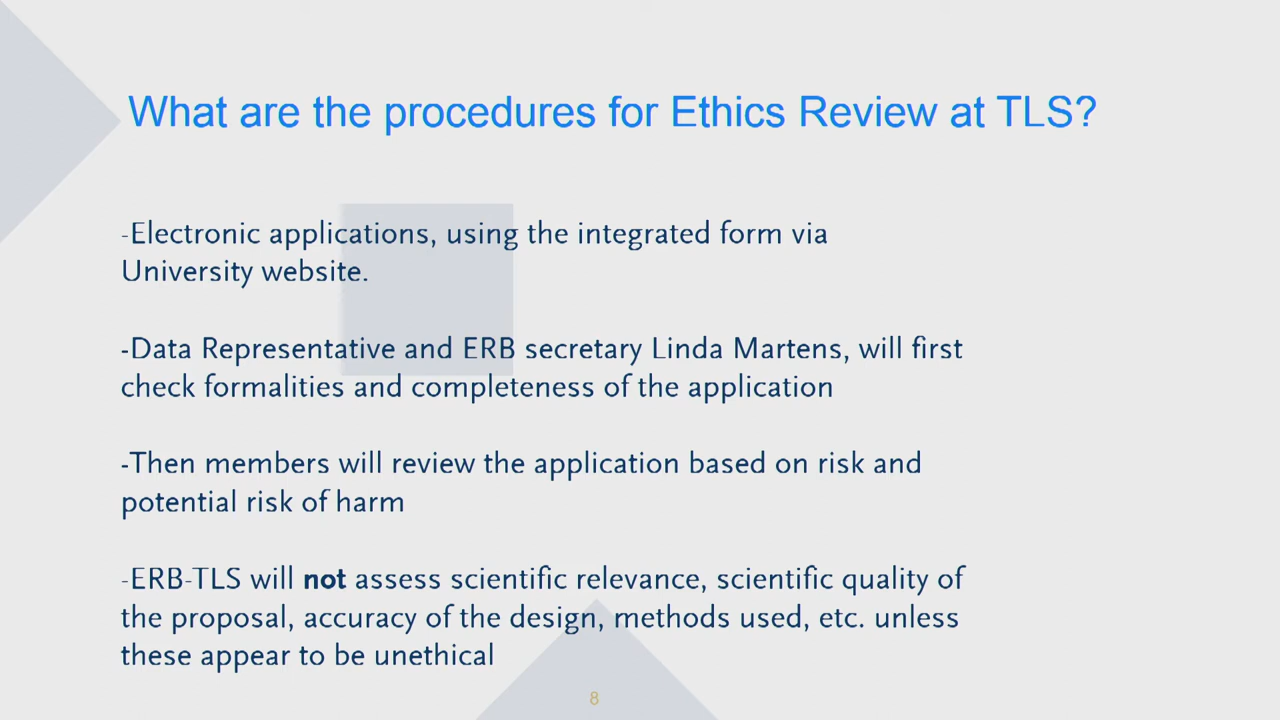 What are the procedures for Ethics Review at TLS?
-Electronic applications, using the integrated form via
University website.
-Data Representative and ERB secretary Linda Martens, will first
check formalities and completeness of the application
-Then members will review the application based on risk and
potential risk of harm
-ERB-TLS will not assess scientific relevance, scientific quality of
the proposal, accuracy of the design, methods used, etc. unless
these appear to be unethical
8